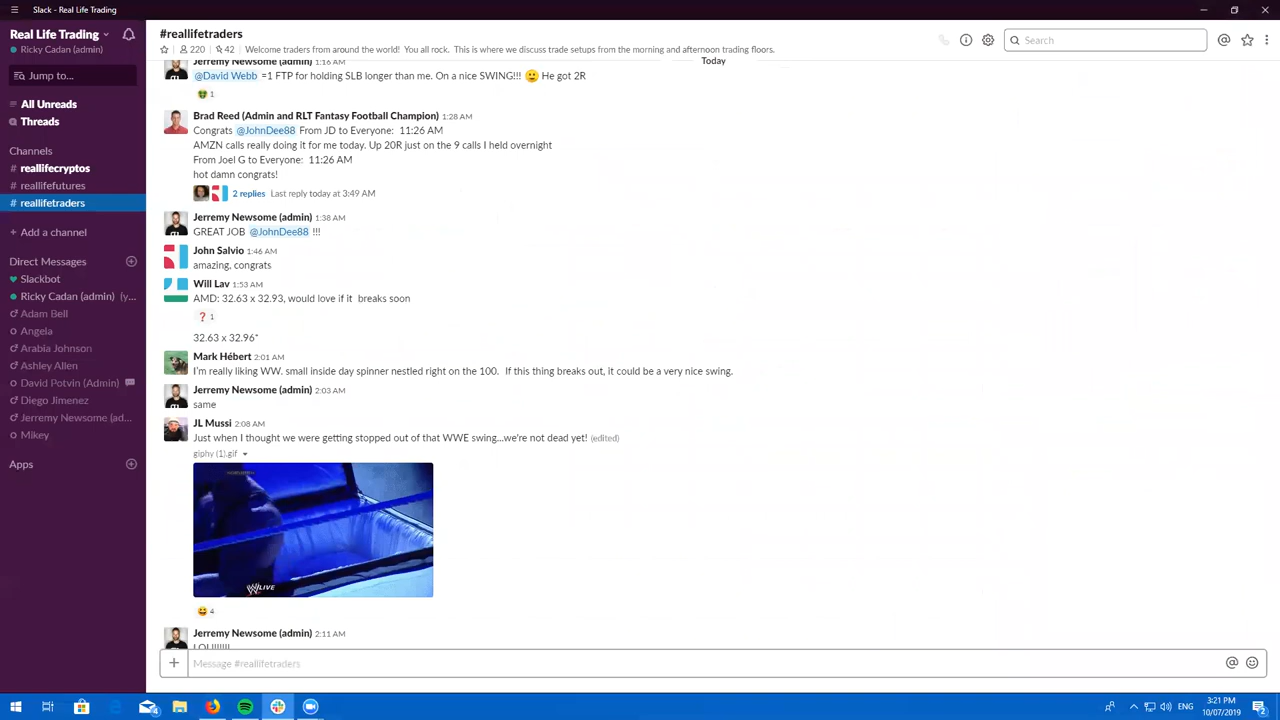 Slack - Real Life Trading
Real Life Trading
Ricky Cadan (admin)
Jump to...
All Unreads
Threads
Channels
# reallifecryptos
# reallifefutures
# reallifetraders
+ Add a channel
Direct Messages
Slackbot
Ricky Cadan (admin) (y...
Adam Bell
Angela
Arabia Johnson
Ashley Allen
David Potvin (Admin)
Diego Jimenez
Jerremy Newsome (ad...
Mikey
Apps
#reallifetraders
220
42
Welcome traders from around the world! You all rock. This is where we discuss trade setups from the morning and afternoon trading floors.
Search
Today
Jerremy Newsome (admin) 1:16 AM
@David Webb =1 FTP for holding SLB longer than me. On a nice SWING!!! He got 2R
1
Brad Reed (Admin and RLT Fantasy Football Champion) 1:28 AM
Congrats @JohnDee88 From JD to Everyone: 11:26 AM
AMZN calls really doing it for me today. Up 20R just on the 9 calls I held overnight
From Joel G to Everyone: 11:26 AM
hot damn congrats!
2 replies Last reply today at 3:49 AM
Jerremy Newsome (admin) 1:38 AM
GREAT JOB @JohnDee88 !!!
John Salvio 1:46 AM
amazing, congrats
Will Lav 1:53 AM
AMD: 32.63 x 32.93, would love if it breaks soon
1
32.63 x 32.96*
Mark Hébert 2:01 AM
I'm really liking WW. small inside day spinner nestled right on the 100. If this thing breaks out, it could be a very nice swing.
Jerremy Newsome (admin) 2:03 AM
same
JL Mussi 2:08 AM
Just when I thought we were getting stopped out of that WWE swing...we're not dead yet! (edited)
giphy (1).gif
LIVE
4
Jerremy Newsome (admin) 2:11 AM
LOL!!!!!!!
Message #reallifetraders
ENG
3:21 PM
10/07/2019